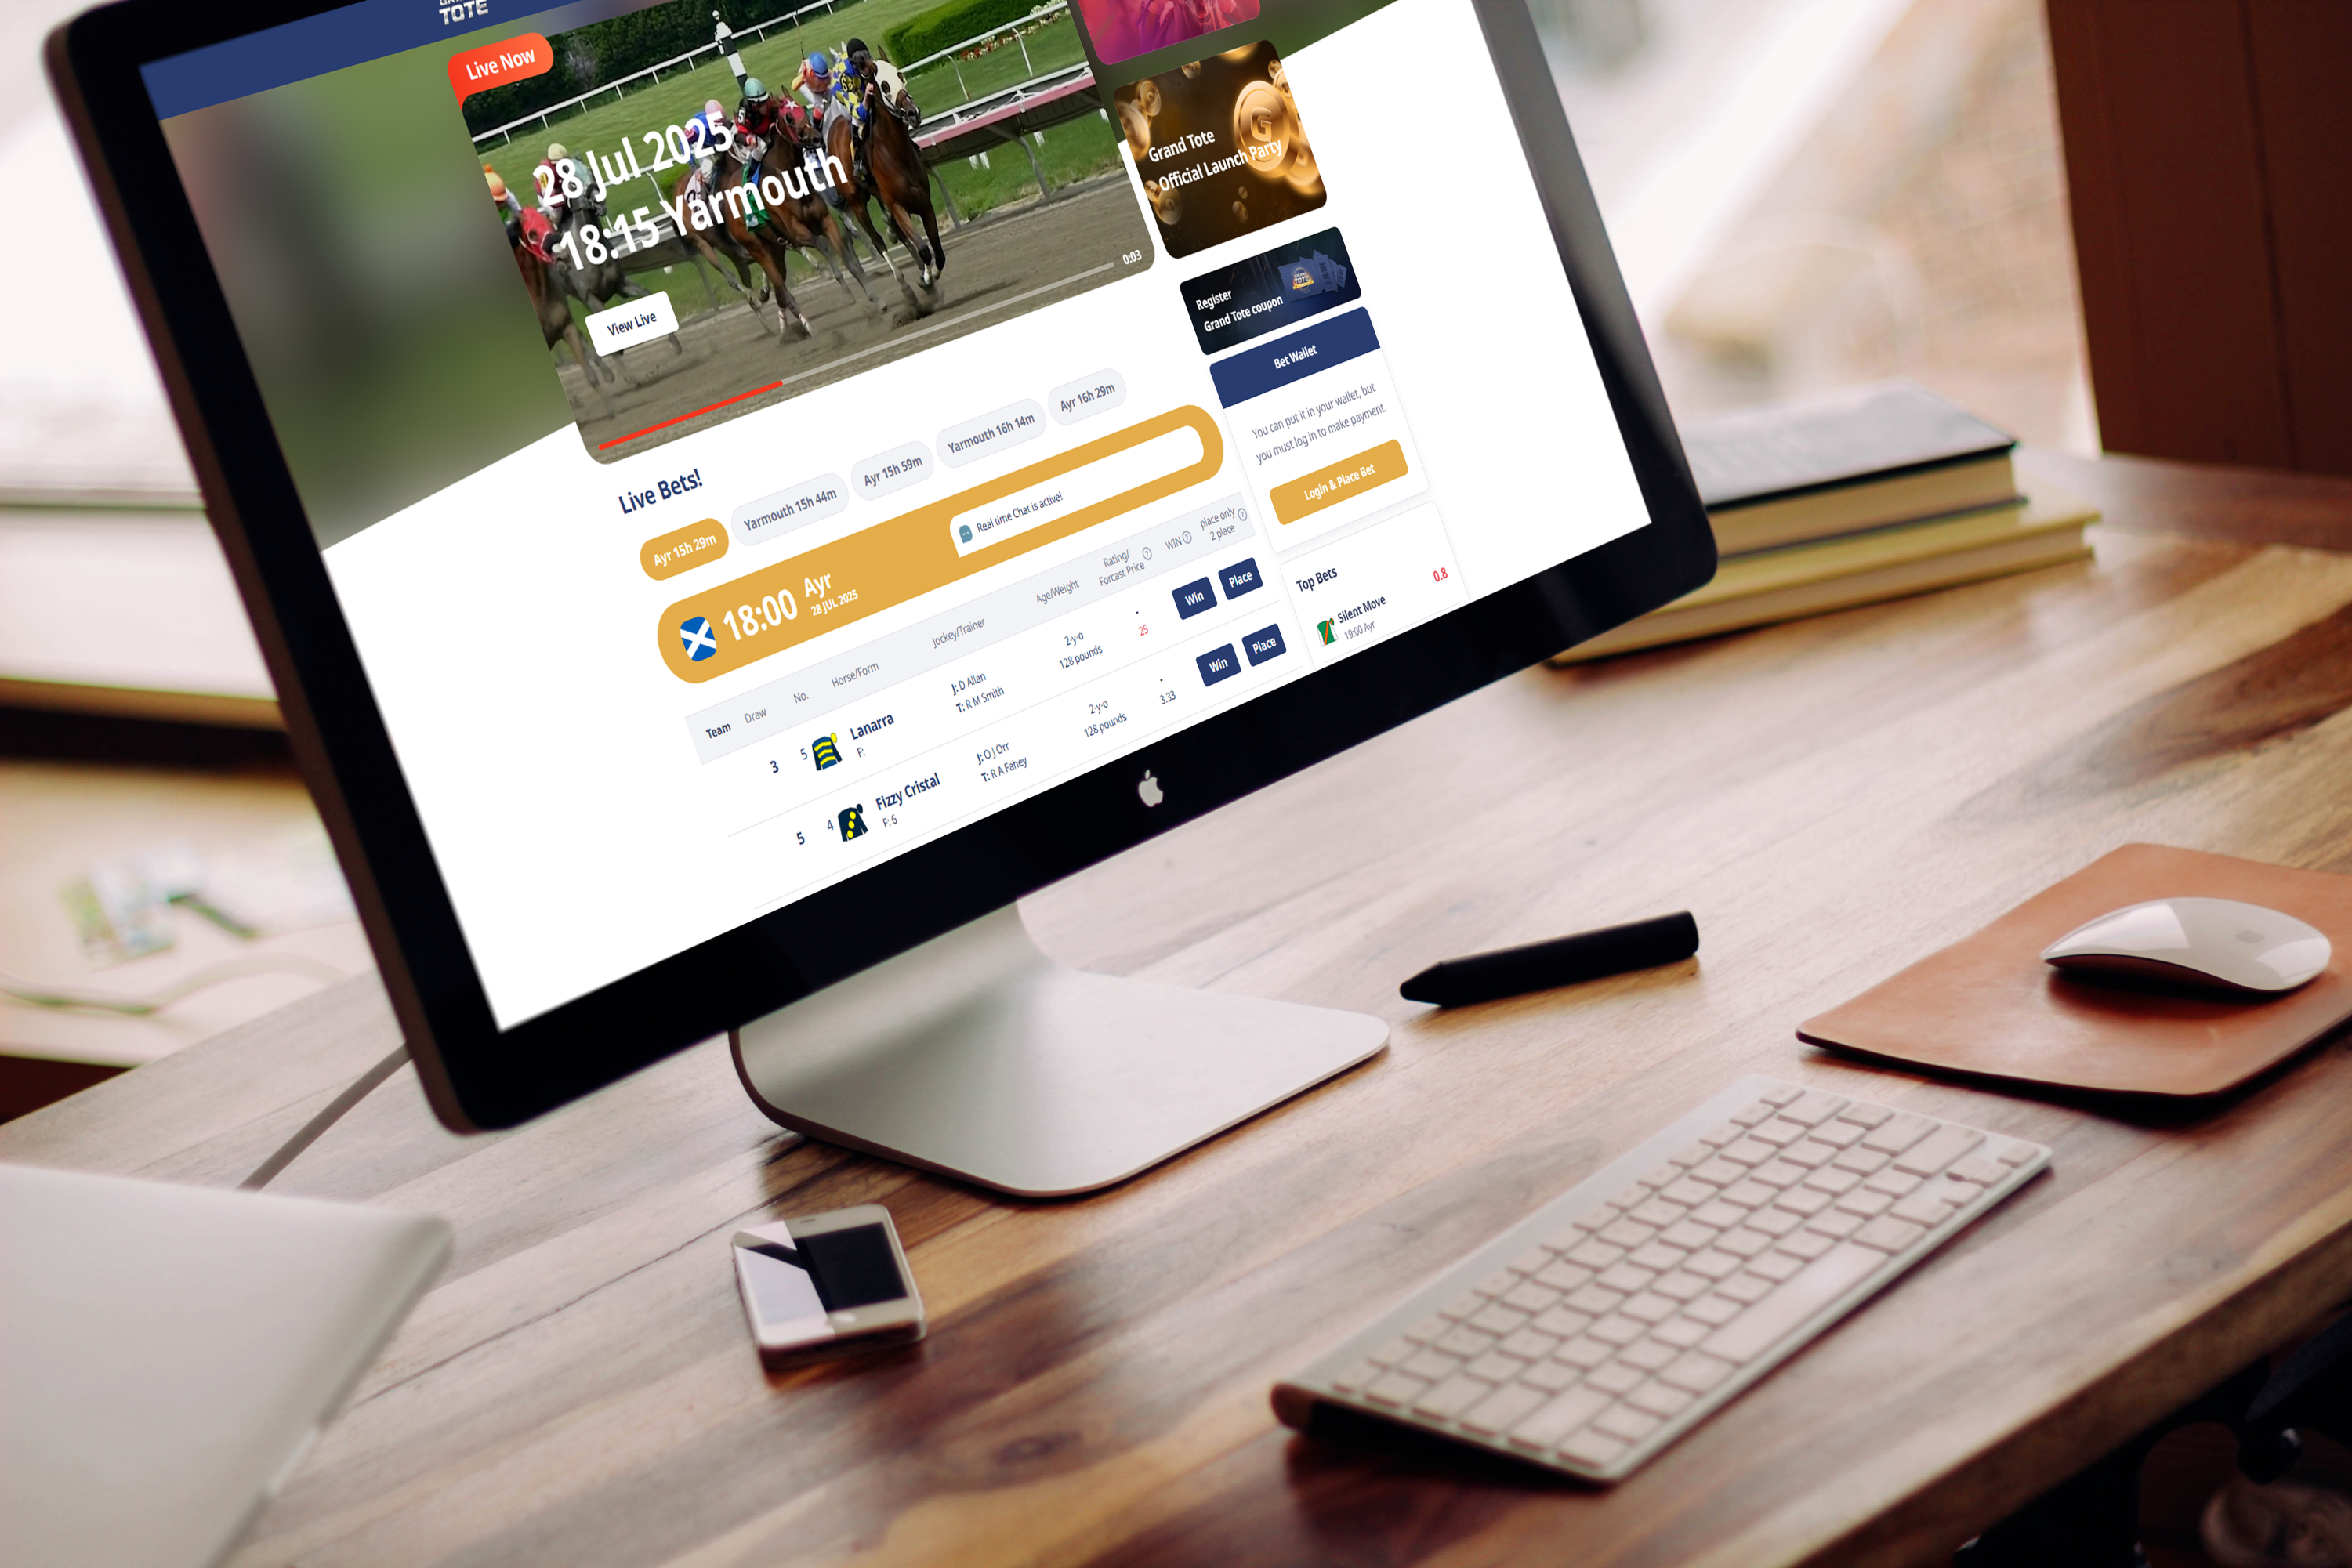 TOTE
Live Now
28 Jul 2025
18:15 Yarmouth
View Live
0:03
Grand Tote
Official Launch Party
Register
Grand Tote coupon
Bet Wallet
You can put it in your wallet, but
you must log in to make payment.
Login & Place Bet
Live Bets!
Ayr 15h 29m
Yarmouth 15h 44m
Ayr 15h 59m
Yarmouth 16h 14m
Ayr 16h 29m
18:00
Ayr
28 JUL 2025
Real time Chat is active!
Team
Draw
No.
Horse/Form
Jockey/Trainer
Age/Weight
Rating/
Forcast Price
?
WIN
?
place only
2 place
?
3
5
Lanarra
F:
J: D Allan
T: R M Smith
2-y-o
128 pounds
25
Win
Place
5
4
Fizzy Cristal
F: 6
J: O J Orr
T: R A Fahey
2-y-o
128 pounds
3.33
Win
Place
Top Bets
0.8
Silent Move
19:00 Ayr